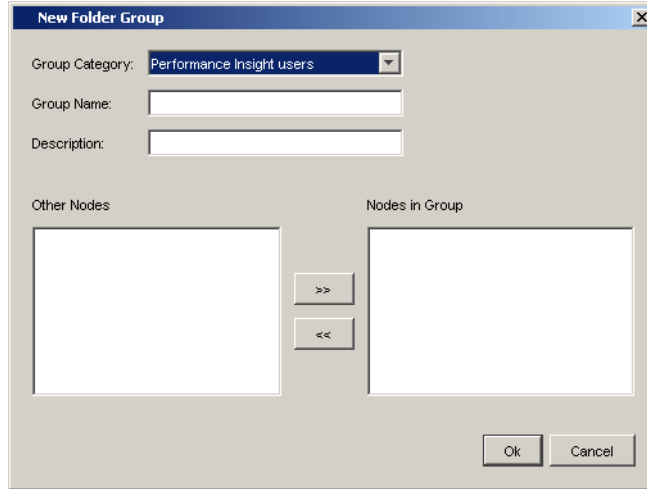 New Folder Group
Group Category: Performance Insight users
Group Name:
Description:
Other Nodes Nodes in Group
>>
<<
Ok Cancel